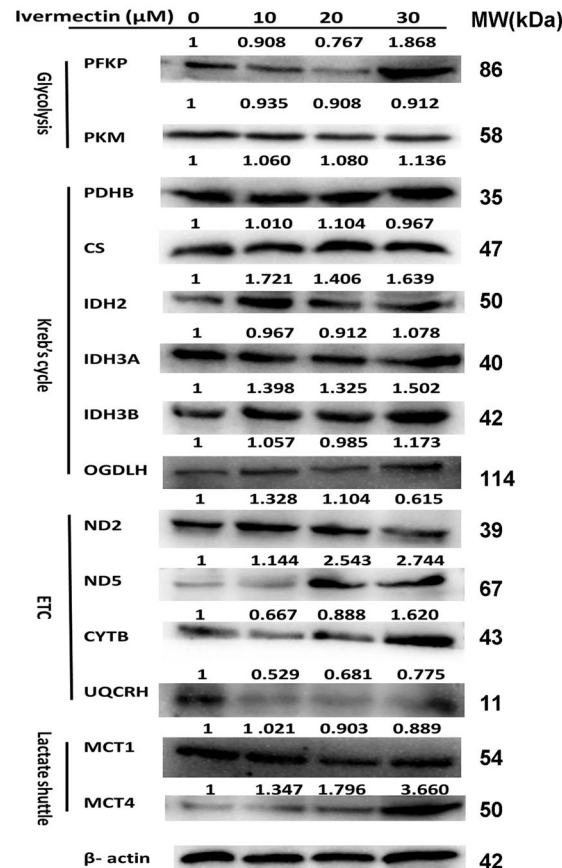 Ivermectin (μM) 0 10 20 30 MW(kDa)
1 0.908 0.767 1.868
PFKP 86
1 0.935 0.908 0.912
PKM 58
Glycolysis
1 1.060 1.080 1.136
PDHB 35
1 1.010 1.104 0.967
CS 47
1 1.721 1.406 1.639
IDH2 50
1 0.967 0.912 1.078
IDH3A 40
1 1.398 1.325 1.502
IDH3B 42
1 1.057 0.985 1.173
OGDLH 114
Kreb's cycle
1 1.328 1.104 0.615
ND2 39
1 1.144 2.543 2.744
ND5 67
1 0.667 0.888 1.620
CYTB 43
1 0.529 0.681 0.775
UQCRH 11
ETC
1 1 .021 0.903 0.889
MCT1 54
1 1.347 1.796 3.660
MCT4 50
Lactate shuttle
β- actin 42